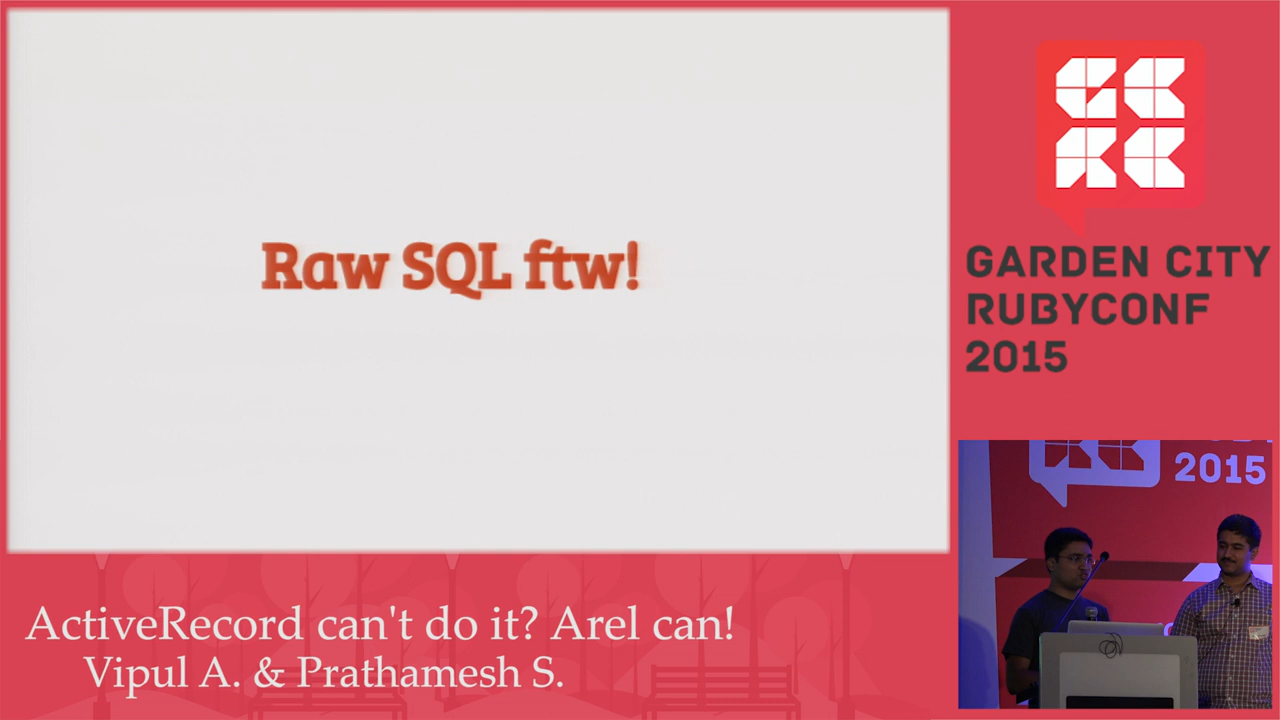 Raw SQL ftw!
GARDEN CITY
RUBYCONF
2015
2015
ActiveRecord can't do it? Arel can!
Vipul A. & Prathamesh S.